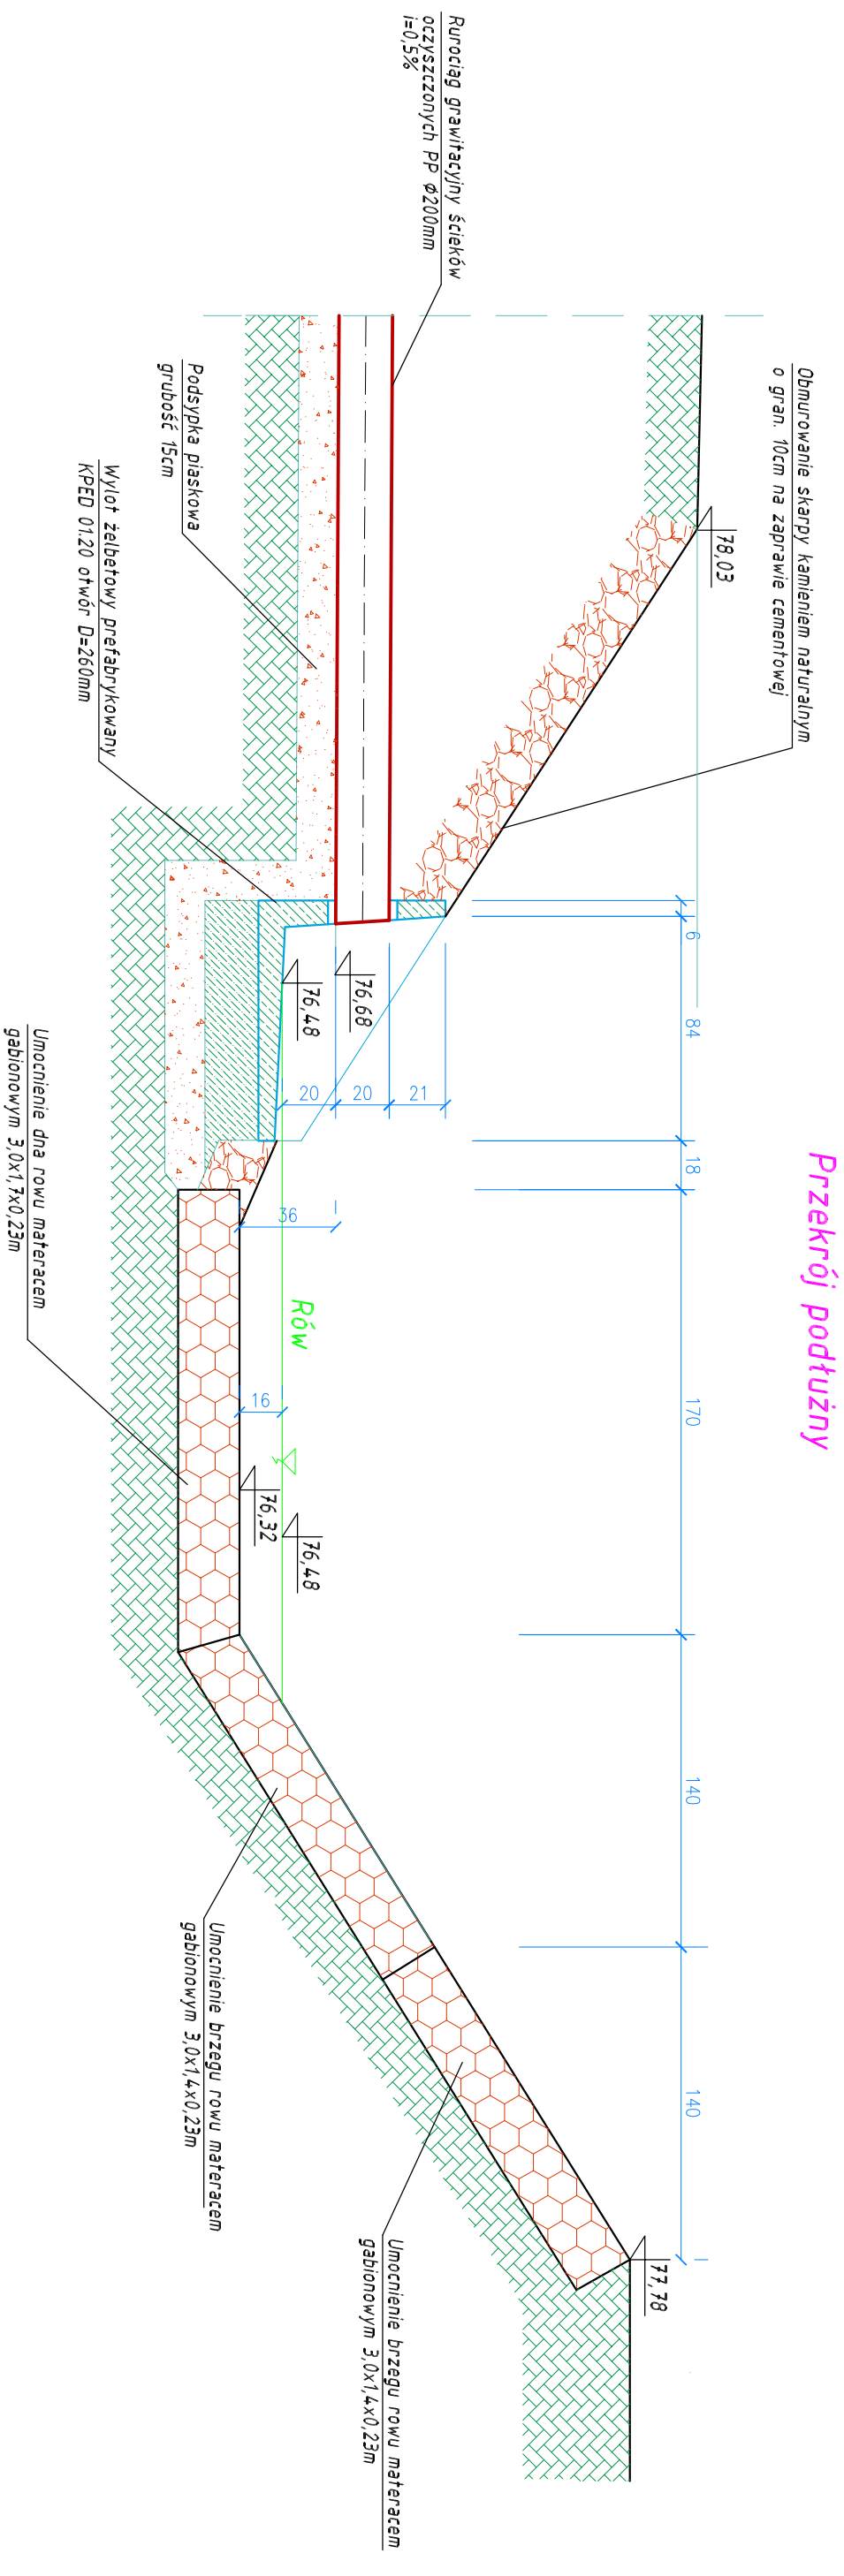 Przekrój podłużny
Obmurowanie skarpy kamieniem naturalnym
o gran. 10cm na zaprawie cementowej
Rurociąg grawitacyjny ścieków
oczyszczonych PP Ø200mm
i=0,5%
78,03
Podsypka piaskowa
grubość 15cm
Wylot żelbetowy prefabrykowany
KPED 01.20 otwór D=260mm
6
84
18
170
140
140
76,68
76,48
21
20
20
36
Rów
16
76,32
76,48
77,78
Umocnienie dna rowu materacem
gabionowym 3,0x1,7x0,23m
Umocnienie brzegu rowu materacem
gabionowym 3,0x1,4x0,23m
Umocnienie brzegu rowu materacem
gabionowym 3,0x1,4x0,23m